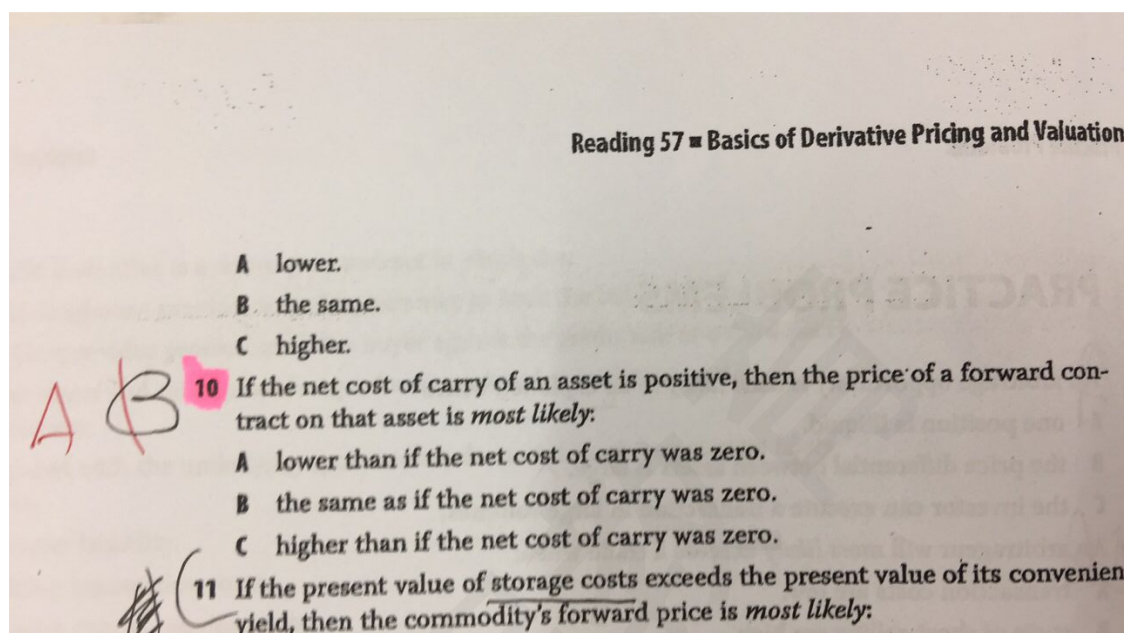 Reading 57 ■ Basics of Derivative Pricing and Valuation
A lower.
B the same.
C higher.
A B
10 If the net cost of carry of an asset is positive, then the price of a forward con-
tract on that asset is most likely:
A lower than if the net cost of carry was zero.
B the same as if the net cost of carry was zero.
C higher than if the net cost of carry was zero.
11 If the present value of storage costs exceeds the present value of its convenien
yield, then the commodity's forward price is most likely: